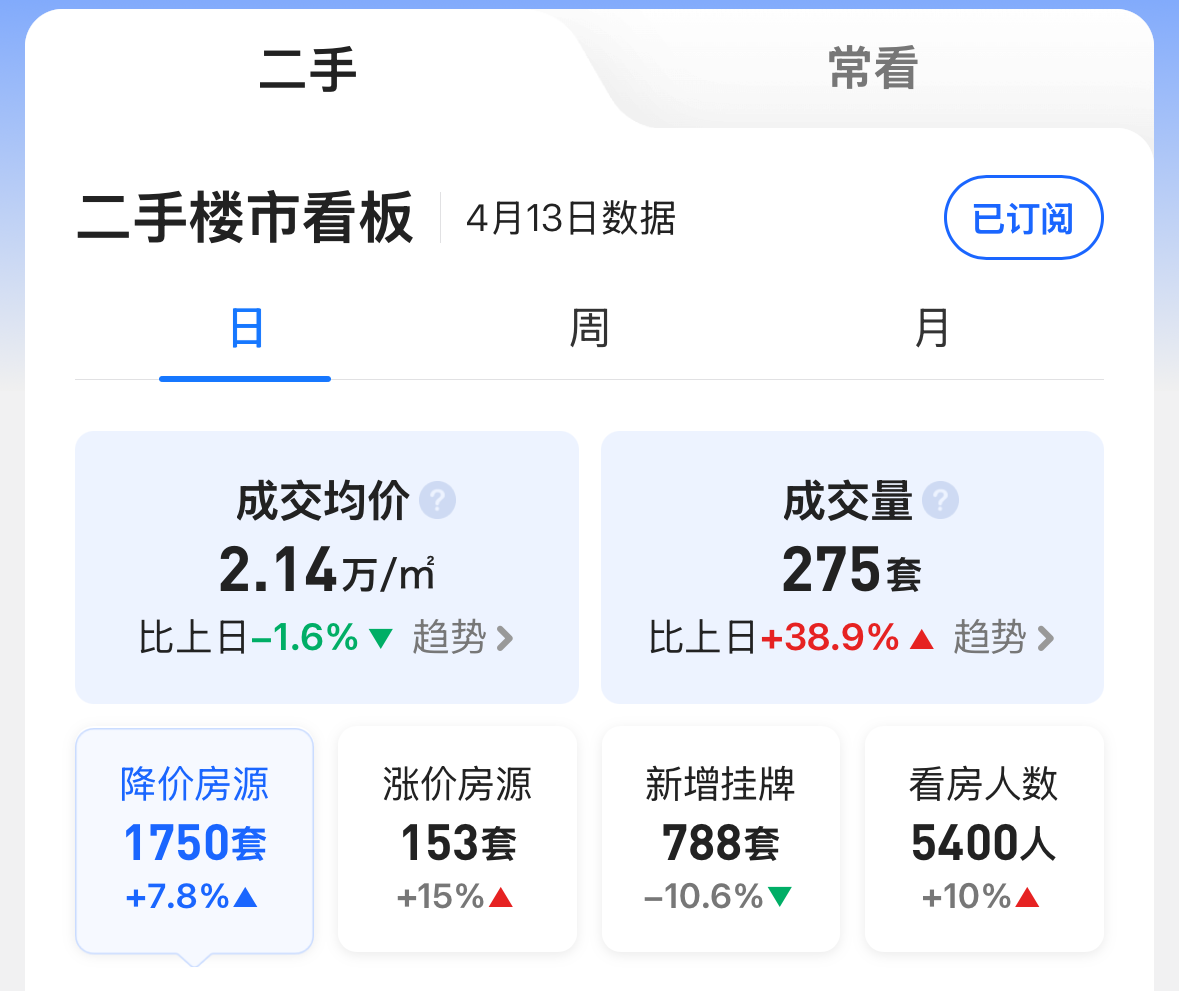 二手 常看
二手楼市看板 4月13日数据 已订阅
日 周 月
成交均价 ? 成交量 ?
2.14万/㎡ 275套
比上日-1.6%▼ 趋势> 比上日+38.9%▲ 趋势>
降价房源 涨价房源 新增挂牌 看房人数
1750套 153套 788套 5400人
+7.8%▲ +15%▲ -10.6%▼ +10%▲